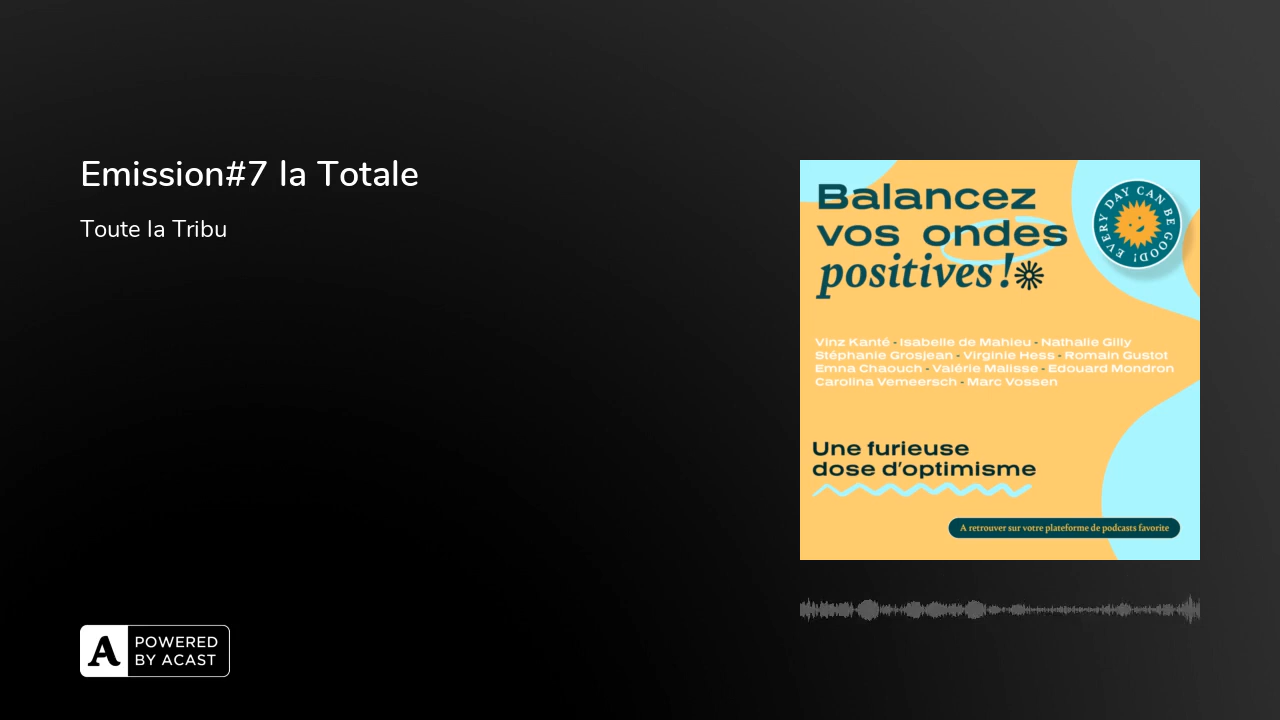 Emission#7 la Totale
Toute la Tribu
Balancez
vos ondes
positives!
EVERY DAY CAN BE GOOD!
Vinz Kanté - Isabelle de Mahieu - Nathalie Gilly
Stéphanie Grosjean - Virginie Hess - Romain Gustot
Emna Chaouch - Valérie Malisse - Edouard Mondron
Carolina Vemeersch - Marc Vossen
Une furieuse
dose d'optimisme
A retrouver sur votre plateforme de podcasts favorite
A POWERED
BY ACAST